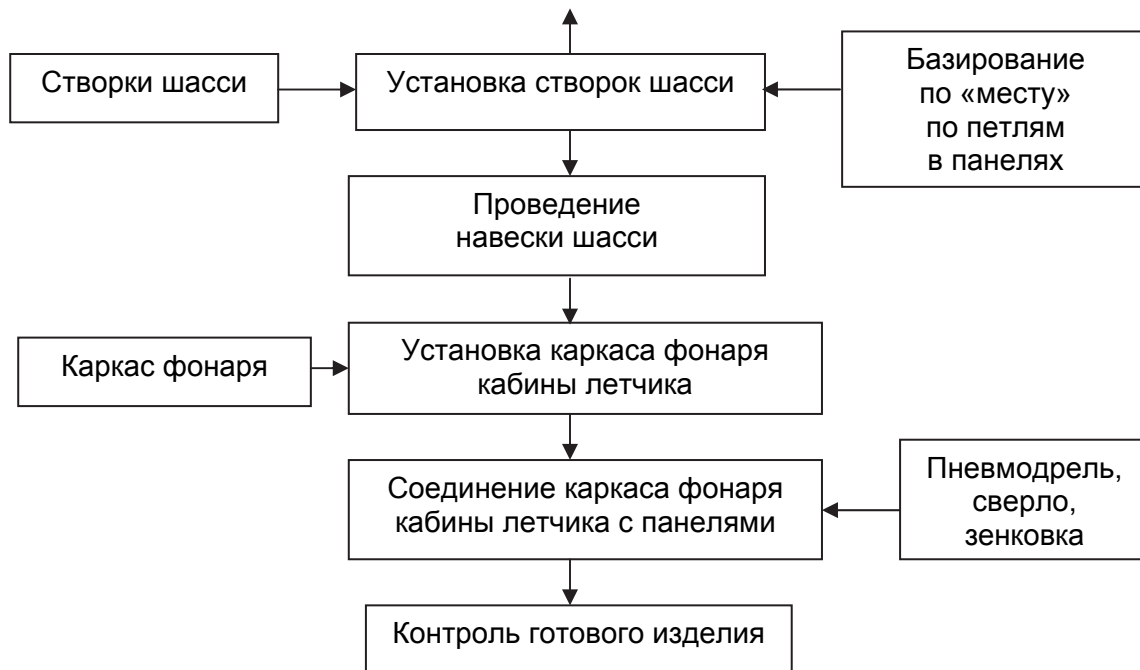 Створки шасси
Установка створок шасси
Базирование
по «месту»
по петлям
в панелях
Проведение
навески шасси
Каркас фонаря
Установка каркаса фонаря
кабины летчика
Соединение каркаса фонаря
кабины летчика с панелями
Пневмодрель,
сверло,
зенковка
Контроль готового изделия